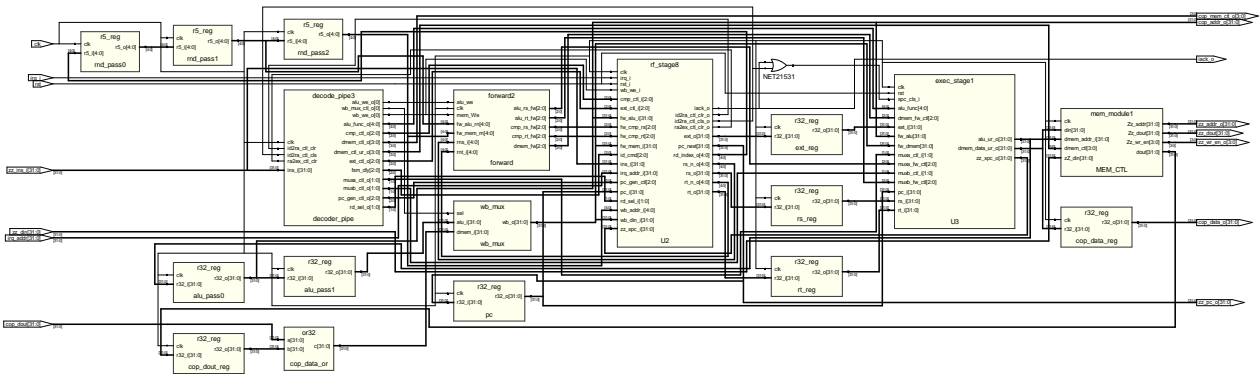 cop_mem_ctl_o[3:0]
cop_addr_o[31:0]
clk
r5_reg
clk
r5_i[4:0]
r5_o[4:0]
rnd_pass0
r5_reg
clk
r5_i[4:0]
r5_o[4:0]
rnd_pass1
r5_reg
clk
r5_i[4:0]
r5_o[4:0]
rnd_pass2
irq_i
rst
iack_o
NET21531
decode_pipe3
clk
id2ra_ctl_clr
id2ra_ctl_cls
ra2ex_ctl_clr
ins_i[31:0]
alu_we_o[0:0]
wb_mux_ctl_o[0:0]
wb_we_o[0:0]
alu_func_o[4:0]
cmp_ctl_o[2:0]
dmem_ctl_o[3:0]
dmem_ctl_ur_o[3:0]
ext_ctl_o[2:0]
fsm_dly[2:0]
muxa_ctl_o[1:0]
muxb_ctl_o[1:0]
pc_gen_ctl_o[2:0]
rd_sel_o[1:0]
decoder_pipe
forward2
alu_we
clk
mem_We
fw_alu_rn[4:0]
fw_mem_rn[4:0]
rns_i[4:0]
rnt_i[4:0]
alu_rs_fw[2:0]
alu_rt_fw[2:0]
cmp_rs_fw[2:0]
cmp_rt_fw[2:0]
dmem_fw[2:0]
forward
rf_stage8
clk
irq_i
rst_i
wb_we_i
cmp_ctl_i[2:0]
ext_ctl_i[2:0]
fw_alu_i[31:0]
fw_cmp_rs[2:0]
fw_cmp_rt[2:0]
fw_mem_i[31:0]
id_cmd[2:0]
ins_i[31:0]
irq_addr_i[31:0]
pc_gen_ctl[2:0]
pc_i[31:0]
rd_sel_i[1:0]
wb_addr_i[4:0]
wb_din_i[31:0]
zz_spc_i[31:0]
iack_o
id2ra_ctl_clr_o
id2ra_ctl_cls_o
ra2ex_ctl_clr_o
ext_o[31:0]
pc_next[31:0]
rd_index_o[4:0]
rs_n_o[4:0]
rs_o[31:0]
rt_n_o[4:0]
rt_o[31:0]
U2
r32_reg
clk
r32_i[31:0]
r32_o[31:0]
ext_reg
exec_stage1
clk
rst
spc_cls_i
alu_func[4:0]
dmem_fw_ctl[2:0]
ext_i[31:0]
fw_alu[31:0]
fw_dmem[31:0]
muxa_ctl_i[1:0]
muxa_fw_ctl[2:0]
muxb_ctl_i[1:0]
muxb_fw_ctl[2:0]
pc_i[31:0]
rs_i[31:0]
rt_i[31:0]
alu_ur_o[31:0]
dmem_data_ur_o[31:0]
zz_spc_o[31:0]
U3
mem_module1
clk
din[31:0]
dmem_addr_i[31:0]
dmem_ctl[3:0]
zZ_din[31:0]
Zz_addr[31:0]
Zz_dout[31:0]
Zz_wr_en[3:0]
dout[31:0]
MEM_CTL
zz_addr_o[31:0]
zz_dout[31:0]
zz_wr_en_o[3:0]
zz_ins_i[31:0]
wb_mux
sel
alu_i[31:0]
dmem_i[31:0]
wb_o[31:0]
wb_mux
r32_reg
clk
r32_i[31:0]
r32_o[31:0]
rs_reg
r32_reg
clk
r32_i[31:0]
r32_o[31:0]
cop_data_reg
cop_data_o[31:0]
zz_din[31:0]
irq_addr[31:0]
r32_reg
clk
r32_i[31:0]
r32_o[31:0]
alu_pass0
r32_reg
clk
r32_i[31:0]
r32_o[31:0]
alu_pass1
r32_reg
clk
r32_i[31:0]
r32_o[31:0]
pc
r32_reg
clk
r32_i[31:0]
r32_o[31:0]
rt_reg
zz_pc_o[31:0]
cop_dout[31:0]
r32_reg
clk
r32_i[31:0]
r32_o[31:0]
cop_dout_reg
or32
a[31:0]
b[31:0]
c[31:0]
cop_data_or